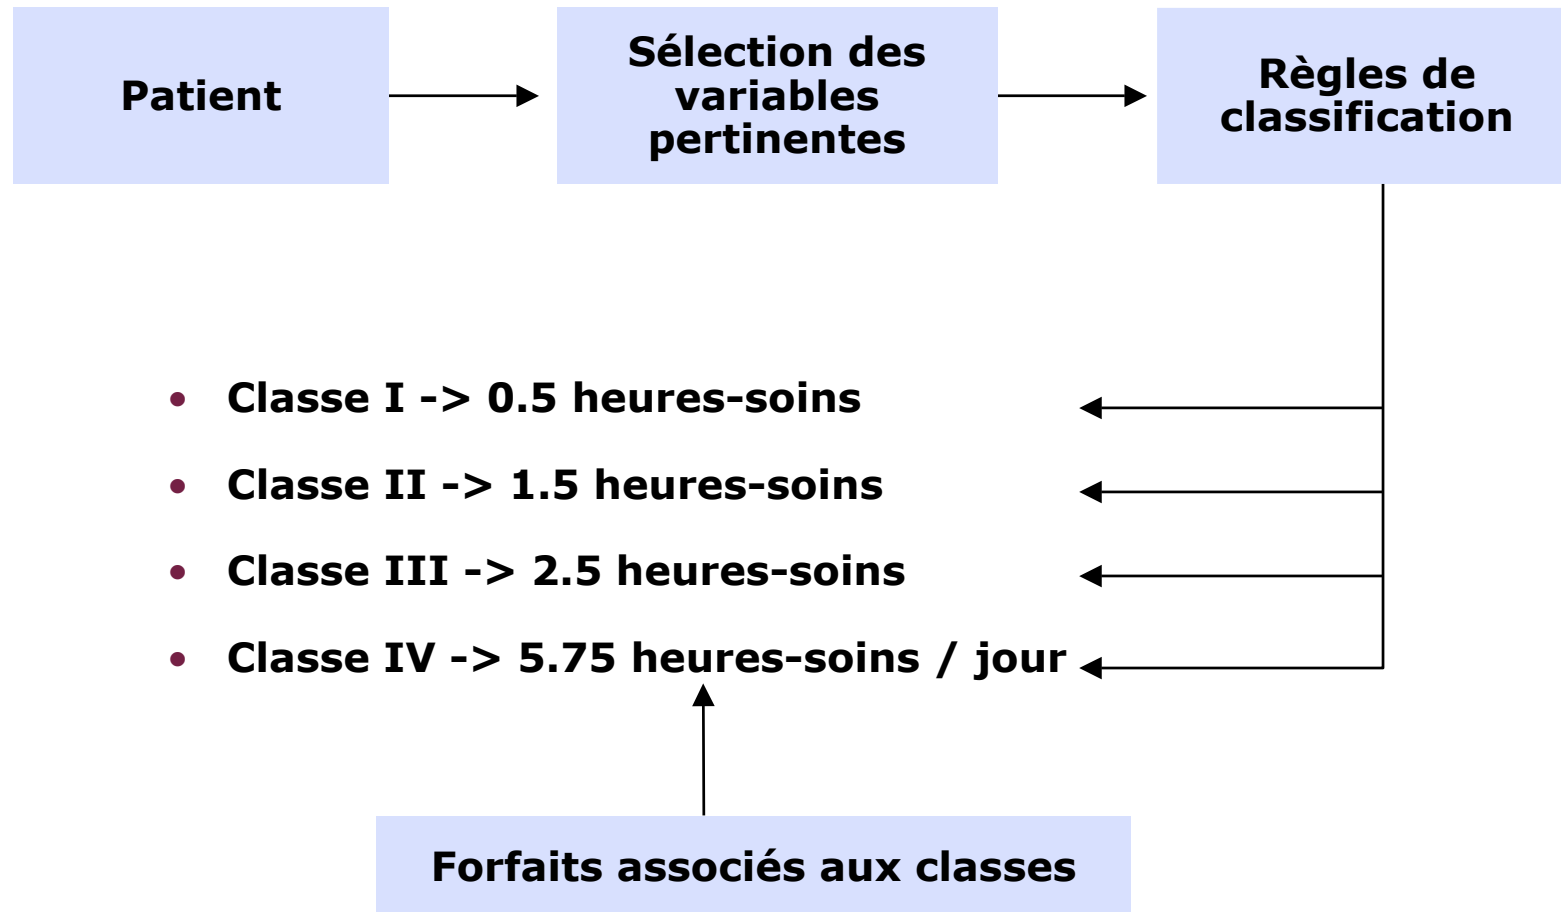 Patient
Sélection des
variables
pertinentes
Règles de
classification
• Classe I -> 0.5 heures-soins
• Classe II -> 1.5 heures-soins
• Classe III -> 2.5 heures-soins
• Classe IV -> 5.75 heures-soins / jour
Forfaits associés aux classes